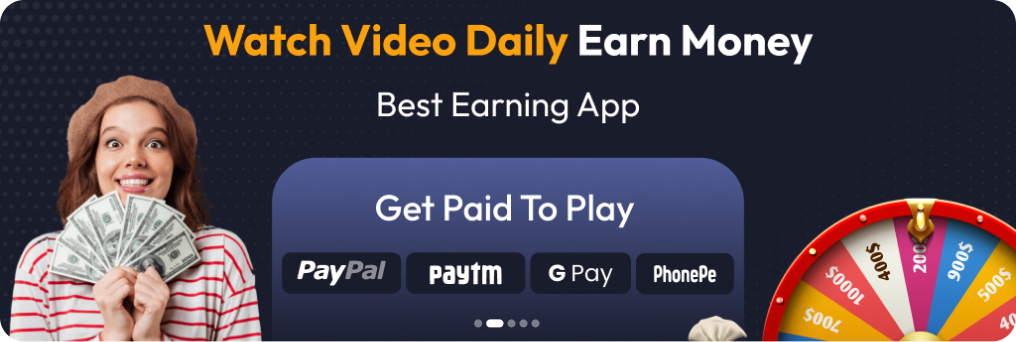 Watch Video Daily Earn Money
Best Earning App
Get Paid To Play
PayPal
paytm
G Pay
PhonePe
700$
1000$
400$
200
900$
500$
40